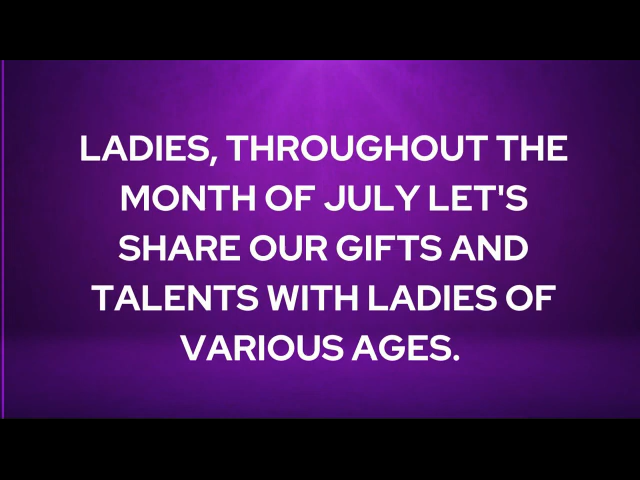 LADIES, THROUGHOUT THE
MONTH OF JULY LET'S
SHARE OUR GIFTS AND
TALENTS WITH LADIES OF
VARIOUS AGES.